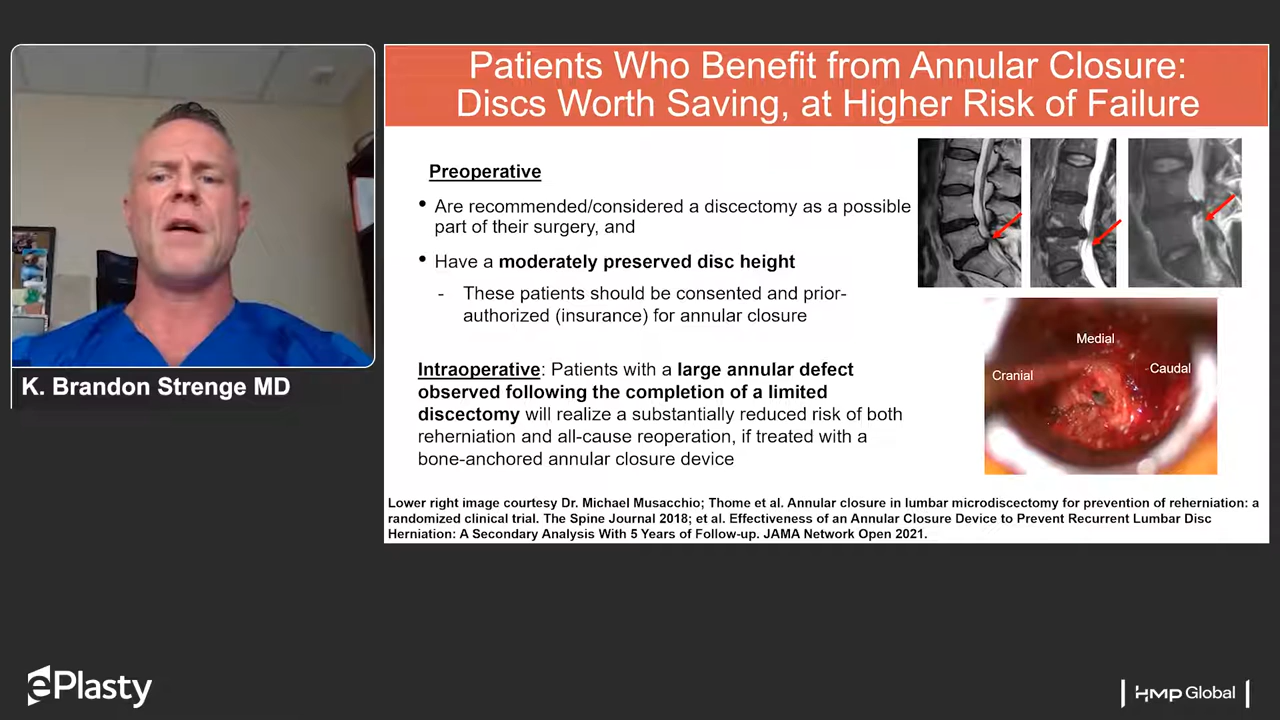 Patients Who Benefit from Annular Closure:
Discs Worth Saving, at Higher Risk of Failure
Preoperative
• Are recommended/considered a discectomy as a possible
part of their surgery, and
• Have a moderately preserved disc height
- These patients should be consented and prior-
authorized (insurance) for annular closure
Intraoperative: Patients with a large annular defect
observed following the completion of a limited
discectomy will realize a substantially reduced risk of both
reherniation and all-cause reoperation, if treated with a
bone-anchored annular closure device
Medial
Cranial
Caudal
Lower right image courtesy Dr. Michael Musacchio; Thome et al. Annular closure in lumbar microdiscectomy for prevention of reherniation: a
randomized clinical trial. The Spine Journal 2018; et al. Effectiveness of an Annular Closure Device to Prevent Recurrent Lumbar Disc
Herniation: A Secondary Analysis With 5 Years of Follow-up. JAMA Network Open 2021.
K. Brandon Strenge MD
ePlasty
HMP Global